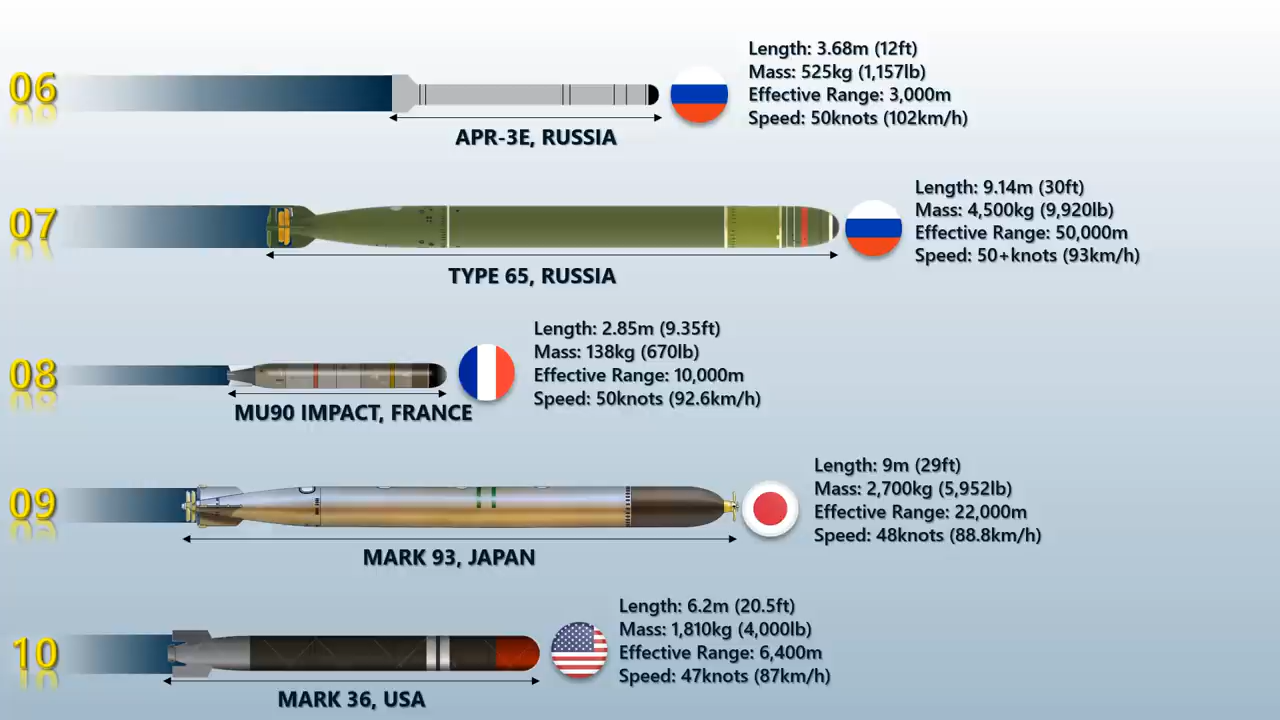 06
Length: 3.68m (12ft)
Mass: 525kg (1,157lb)
Effective Range: 3,000m
Speed: 50knots (102km/h)
APR-3E, RUSSIA
07
Length: 9.14m (30ft)
Mass: 4,500kg (9,920lb)
Effective Range: 50,000m
Speed: 50+knots (93km/h)
TYPE 65, RUSSIA
08
Length: 2.85m (9.35ft)
Mass: 138kg (670lb)
Effective Range: 10,000m
Speed: 50knots (92.6km/h)
MU90 IMPACT, FRANCE
09
Length: 9m (29ft)
Mass: 2,700kg (5,952lb)
Effective Range: 22,000m
Speed: 48knots (88.8km/h)
MARK 93, JAPAN
10
Length: 6.2m (20.5ft)
Mass: 1,810kg (4,000lb)
Effective Range: 6,400m
Speed: 47knots (87km/h)
MARK 36, USA